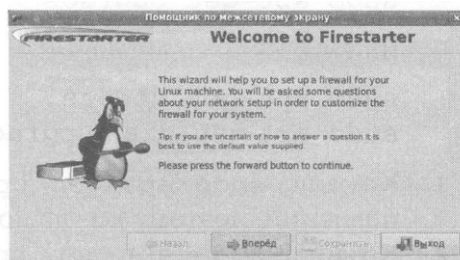 Помощник по межсетевому экрану
FIRESTARTER
Welcome to Firestarter
This wizard will help you to set up a firewall for your
Linux machine. You will be asked some questions
about your network setup in order to customize the
firewall for your system.
Tip: If you are uncertain of how to answer a question it is
best to use the default value supplied.
Please press the forward button to continue.
Назад Вперёд Сохранить Выход